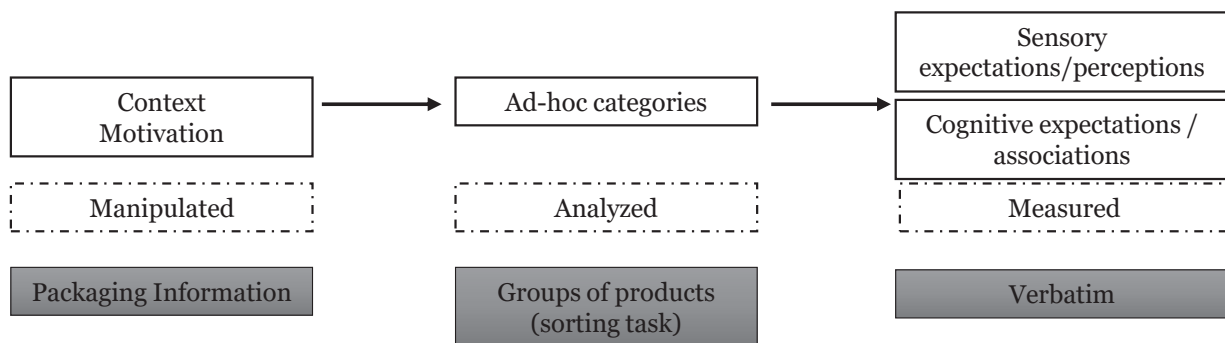 Context
Motivation
Ad-hoc categories
Sensory
expectations/perceptions
Cognitive expectations /
associations
Manipulated
Analyzed
Measured
Packaging Information
Groups of products
(sorting task)
Verbatim